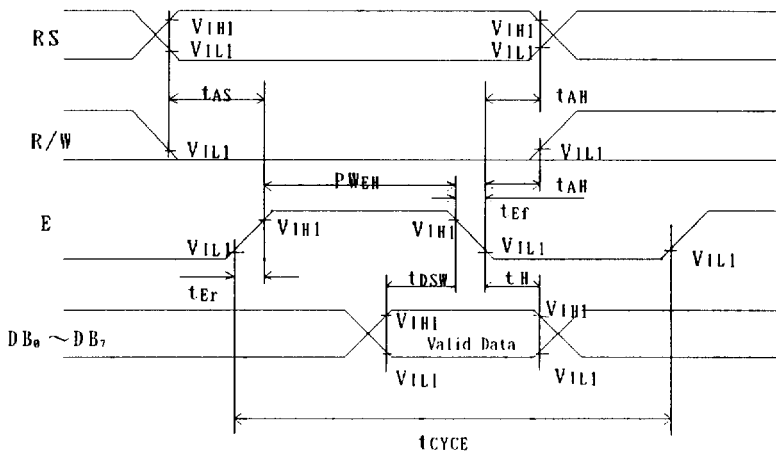 RS
VIH1
VIL1
VIH1
VIL1
tAS
tAH
R/W
VIL1
VIL1
PWEH
tAH
tEf
E
VIL1
VIH1
VIH1
VIL1
VIL1
tEr
tDSW
tH
DB₀ ～DB₇
VIH1
Valid Data
VIH1
VIL1
VIL1
tCYCE